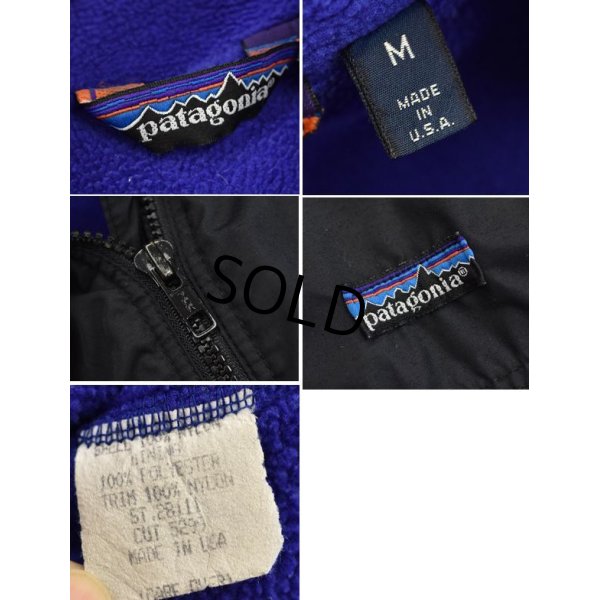 patagonia®
M
MADE
IN
U.S.A.
SOLD
patagonia®
100% POLYESTER
TRIM 100% NYLON
ST.28111
MADE IN USA